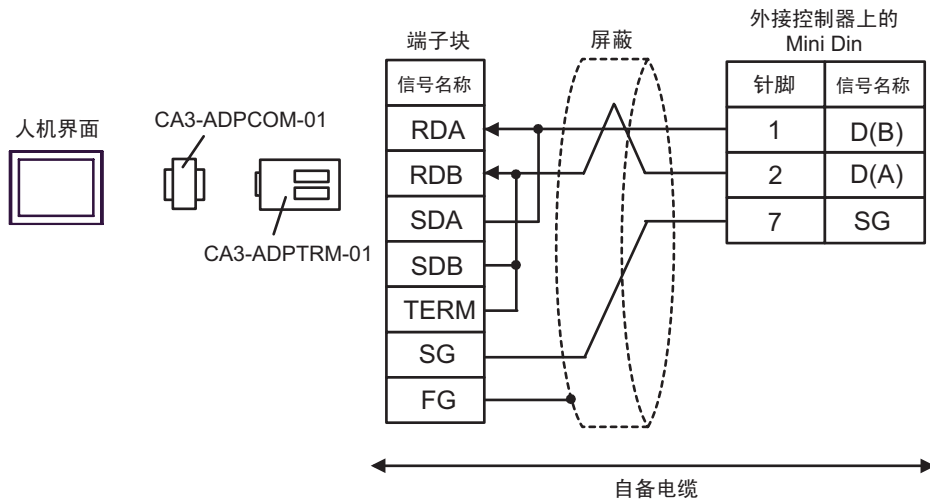 外接控制器上的
Mini Din
端子块
屏蔽
信号名称
针脚
信号名称
人机界面
CA3-ADPCOM-01
CA3-ADPTRM-01
RDA
1
D(B)
RDB
2
D(A)
SDA
7
SG
SDB
TERM
SG
FG
自备电缆